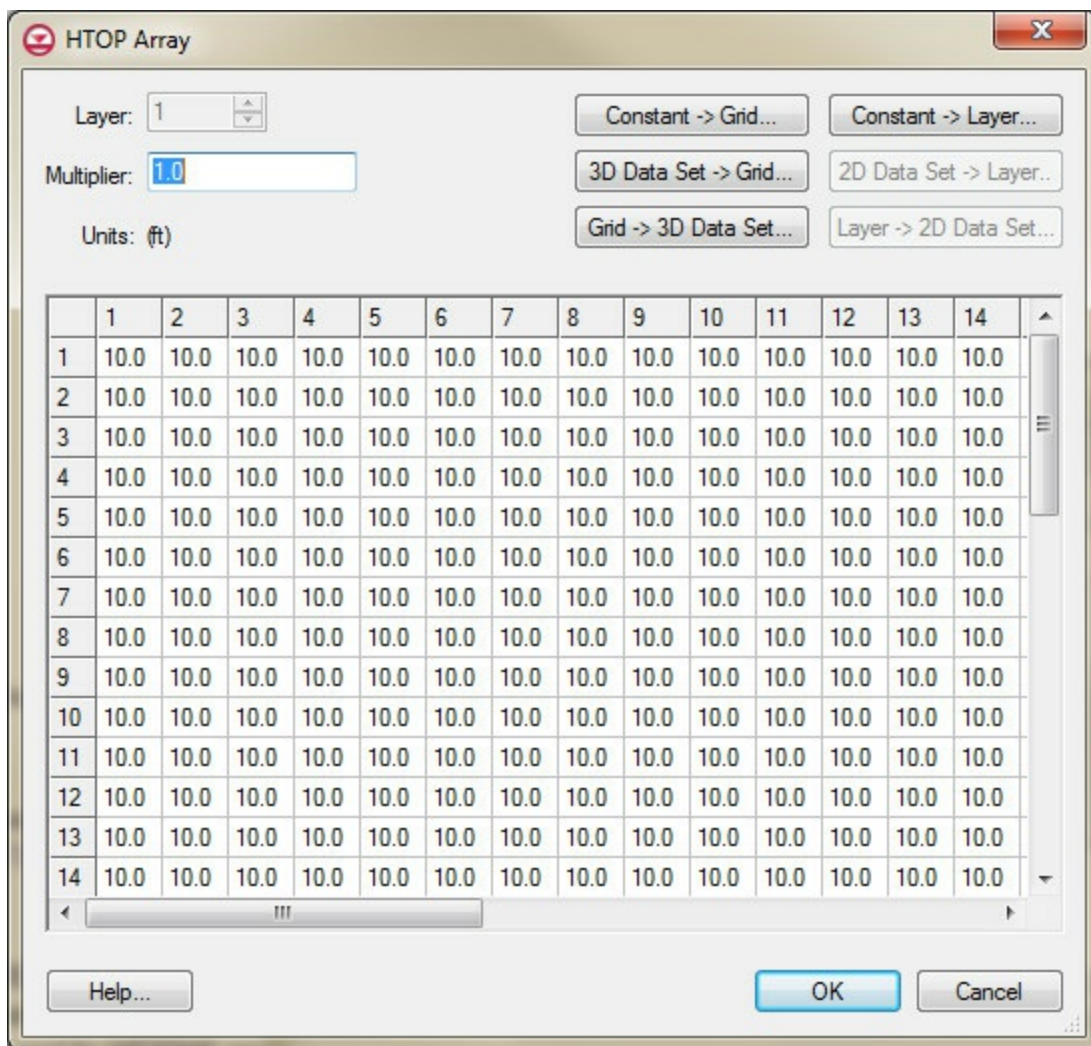 HTOP Array
Layer: 1
Constant -> Grid... Constant -> Layer...
Multiplier: 1.0
3D Data Set -> Grid... 2D Data Set -> Layer..
Units: (ft)
Grid -> 3D Data Set... Layer -> 2D Data Set...
1 2 3 4 5 6 7 8 9 10 11 12 13 14
1 10.0 10.0 10.0 10.0 10.0 10.0 10.0 10.0 10.0 10.0 10.0 10.0 10.0 10.0
2 10.0 10.0 10.0 10.0 10.0 10.0 10.0 10.0 10.0 10.0 10.0 10.0 10.0 10.0
3 10.0 10.0 10.0 10.0 10.0 10.0 10.0 10.0 10.0 10.0 10.0 10.0 10.0 10.0
4 10.0 10.0 10.0 10.0 10.0 10.0 10.0 10.0 10.0 10.0 10.0 10.0 10.0 10.0
5 10.0 10.0 10.0 10.0 10.0 10.0 10.0 10.0 10.0 10.0 10.0 10.0 10.0 10.0
6 10.0 10.0 10.0 10.0 10.0 10.0 10.0 10.0 10.0 10.0 10.0 10.0 10.0 10.0
7 10.0 10.0 10.0 10.0 10.0 10.0 10.0 10.0 10.0 10.0 10.0 10.0 10.0 10.0
8 10.0 10.0 10.0 10.0 10.0 10.0 10.0 10.0 10.0 10.0 10.0 10.0 10.0 10.0
9 10.0 10.0 10.0 10.0 10.0 10.0 10.0 10.0 10.0 10.0 10.0 10.0 10.0 10.0
10 10.0 10.0 10.0 10.0 10.0 10.0 10.0 10.0 10.0 10.0 10.0 10.0 10.0 10.0
11 10.0 10.0 10.0 10.0 10.0 10.0 10.0 10.0 10.0 10.0 10.0 10.0 10.0 10.0
12 10.0 10.0 10.0 10.0 10.0 10.0 10.0 10.0 10.0 10.0 10.0 10.0 10.0 10.0
13 10.0 10.0 10.0 10.0 10.0 10.0 10.0 10.0 10.0 10.0 10.0 10.0 10.0 10.0
14 10.0 10.0 10.0 10.0 10.0 10.0 10.0 10.0 10.0 10.0 10.0 10.0 10.0 10.0
Help... OK Cancel